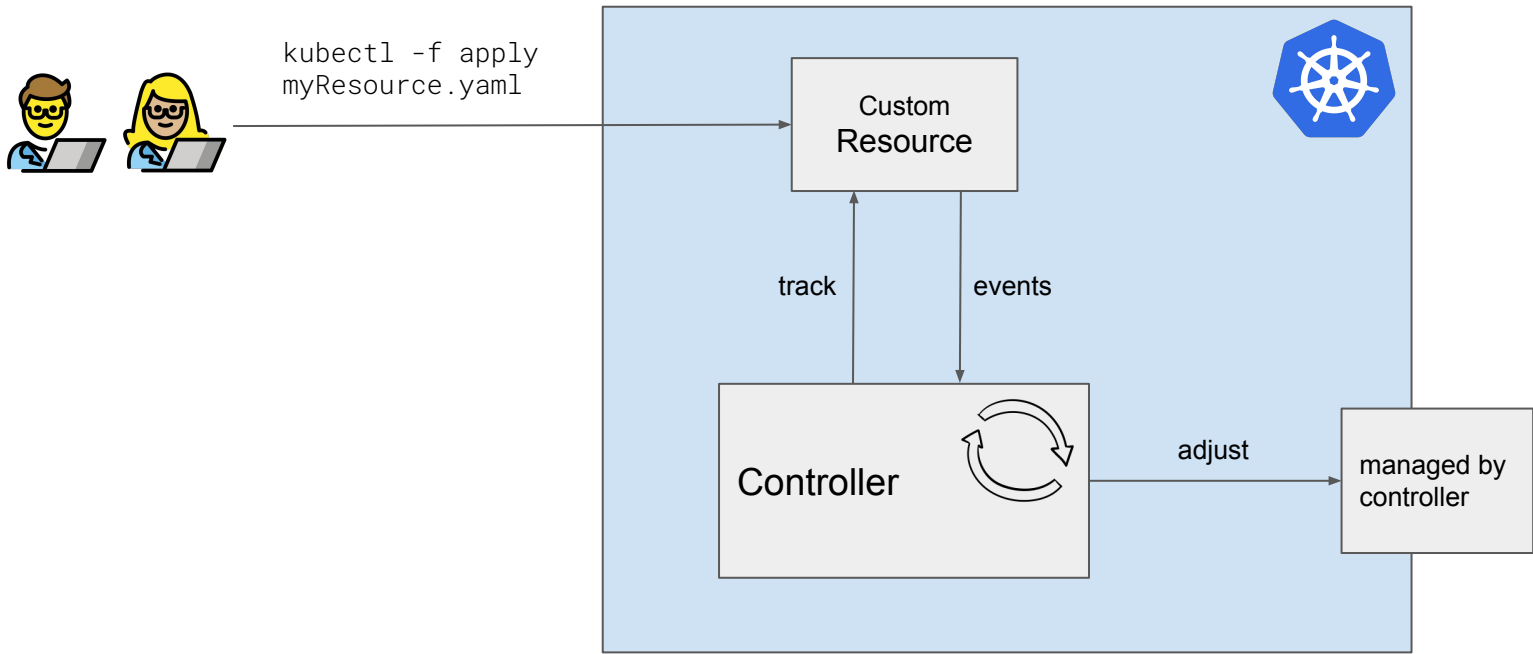 kubectl -f apply
myResource.yaml
Custom
Resource
track
events
Controller
adjust
managed by
controller